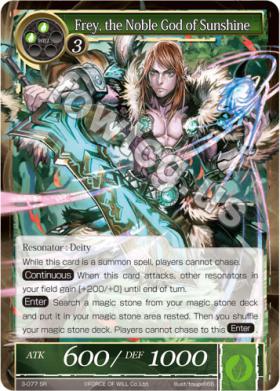 Frey, the Noble God of Sunshine
WILL
3
Resonator : Deity
While this card is a summon spell, players cannot chase.
Continuous When this card attacks, other resonators in
your field gain [+200/+0] until end of turn.
Enter Search a magic stone from your magic stone deck
and put it in your magic stone area rested. Then you shuffle
your magic stone deck. Players cannot chase to this Enter
ATK 600/ DEF 1000
3-077 SR ©FORCE OF WILL Co.,Ltd.
fow.co.us